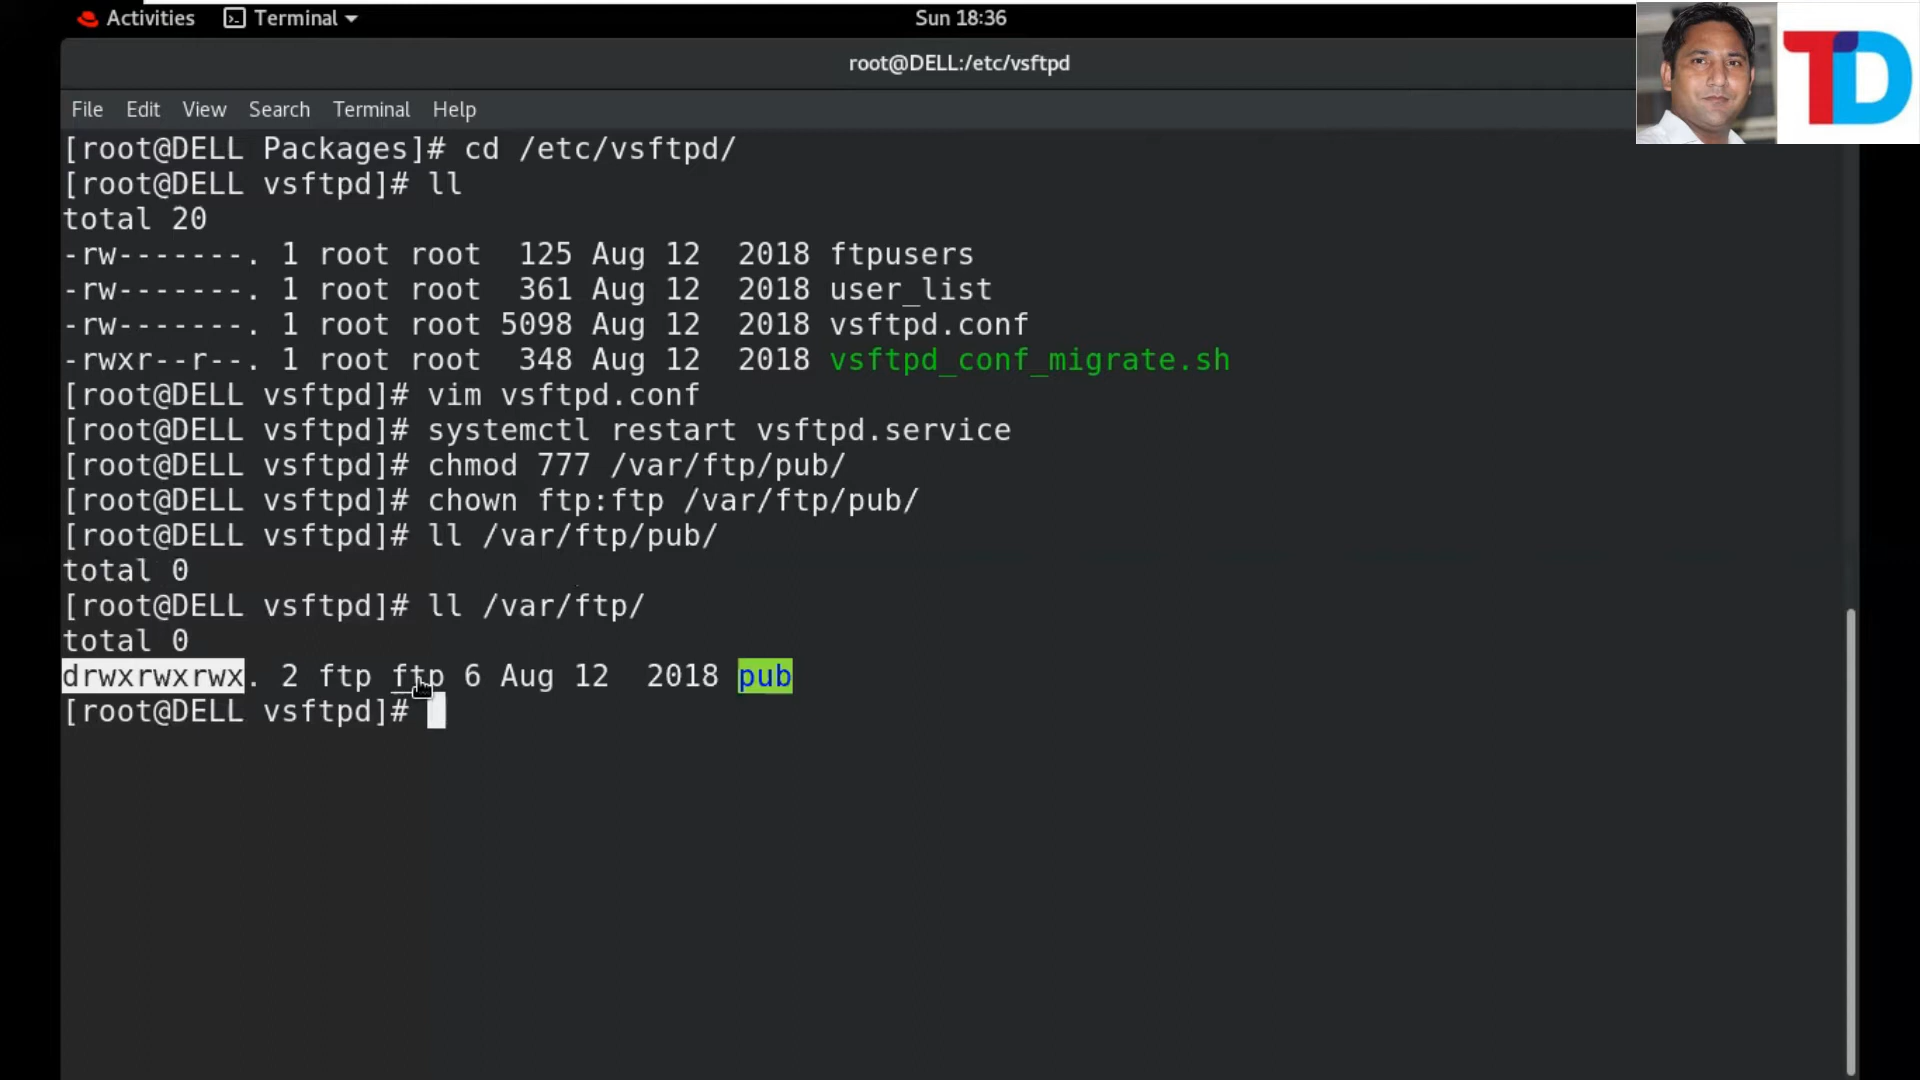 Activities Terminal Sun 18:36
TD
root@DELL:/etc/vsftpd
File Edit View Search Terminal Help
[root@DELL Packages]# cd /etc/vsftpd/
[root@DELL vsftpd]# ll
total 20
-rw-------. 1 root root  125 Aug 12  2018 ftpusers
-rw-------. 1 root root  361 Aug 12  2018 user_list
-rw-------. 1 root root 5098 Aug 12  2018 vsftpd.conf
-rwxr--r--. 1 root root  348 Aug 12  2018 vsftpd_conf_migrate.sh
[root@DELL vsftpd]# vim vsftpd.conf
[root@DELL vsftpd]# systemctl restart vsftpd.service
[root@DELL vsftpd]# chmod 777 /var/ftp/pub/
[root@DELL vsftpd]# chown ftp:ftp /var/ftp/pub/
[root@DELL vsftpd]# ll /var/ftp/pub/
total 0
[root@DELL vsftpd]# ll /var/ftp/
total 0
drwxrwxrwx. 2 ftp ftp 6 Aug 12  2018 pub
[root@DELL vsftpd]#